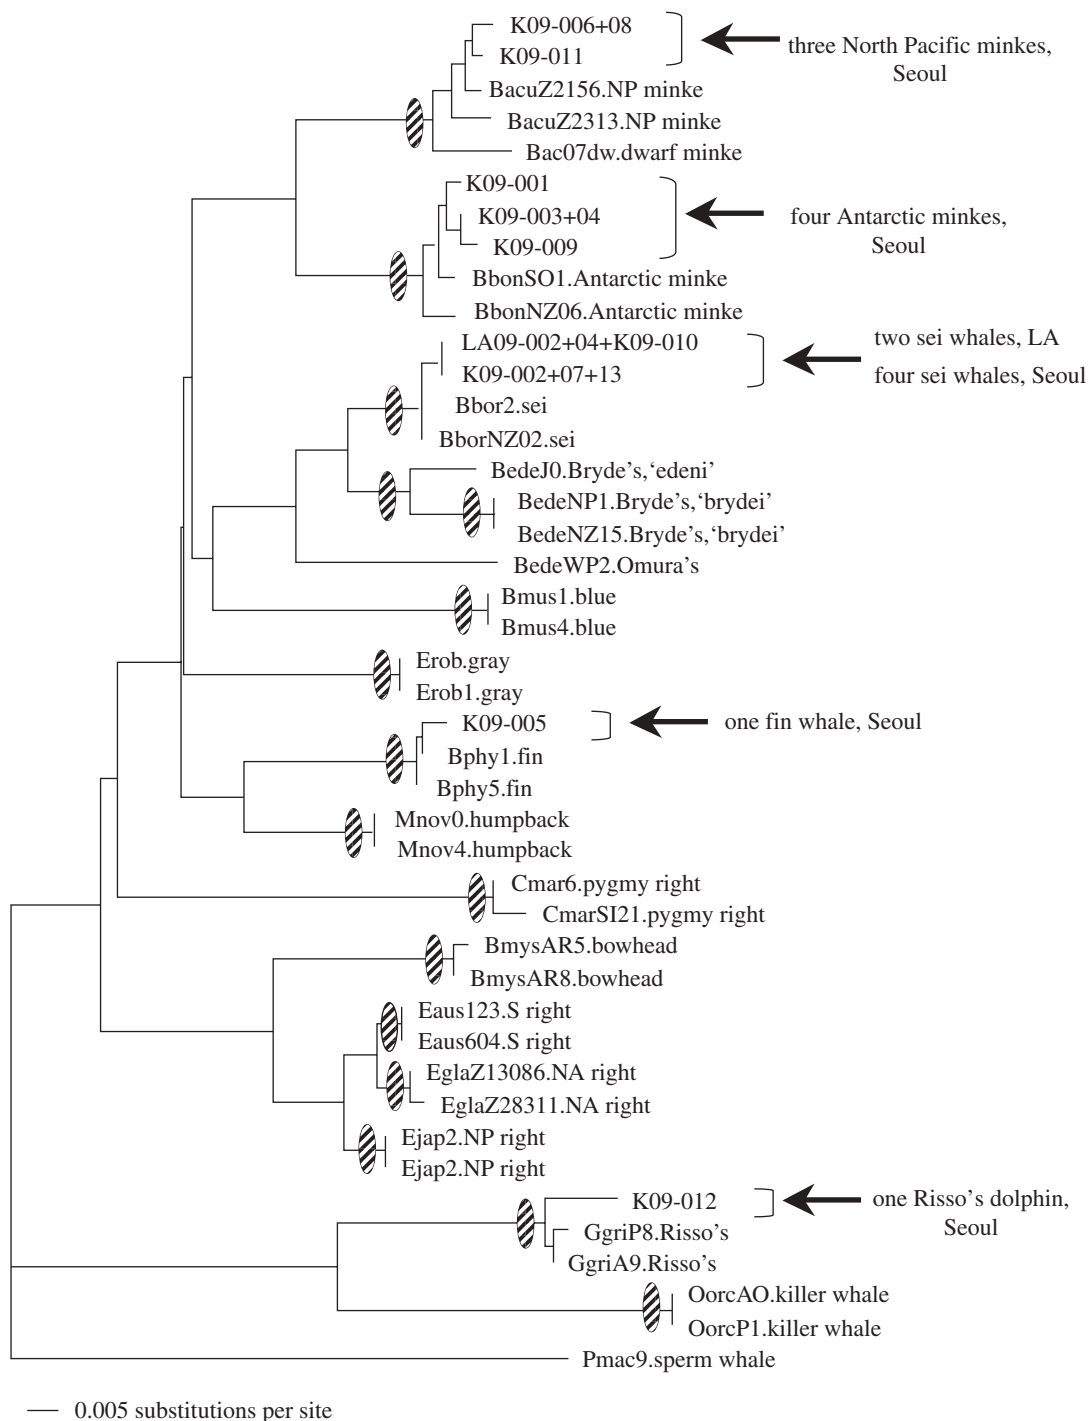 K09-006+08
K09-011
three North Pacific minkes,
Seoul
BacuZ2156.NP minke
BacuZ2313.NP minke
Bac07dw.dwarf minke
K09-001
K09-003+04
four Antarctic minkes,
Seoul
K09-009
BbonSO1.Antarctic minke
BbonNZ06.Antarctic minke
LA09-002+04+K09-010
two sei whales, LA
K09-002+07+13
four sei whales, Seoul
Bbor2.sei
BborNZ02.sei
BedeJ0.Bryde’s,‘edeni’
BedeNP1.Bryde’s,‘brydei’
BedeNZ15.Bryde’s,‘brydei’
BedeWP2.Omura’s
Bmus1.blue
Bmus4.blue
Erob.gray
Erob1.gray
K09-005
one fin whale, Seoul
Bphy1.fin
Bphy5.fin
Mnov0.humpback
Mnov4.humpback
Cmar6.pygmy right
CmarSI21.pygmy right
BmysAR5.bowhead
BmysAR8.bowhead
Eaus123.S right
Eaus604.S right
EglaZ13086.NA right
EglaZ28311.NA right
Ejap2.NP right
Ejap2.NP right
K09-012
one Risso’s dolphin,
Seoul
GgriP8.Risso’s
GgriA9.Risso’s
OorcAO.killer whale
OorcP1.killer whale
Pmac9.sperm whale
0.005 substitutions per site